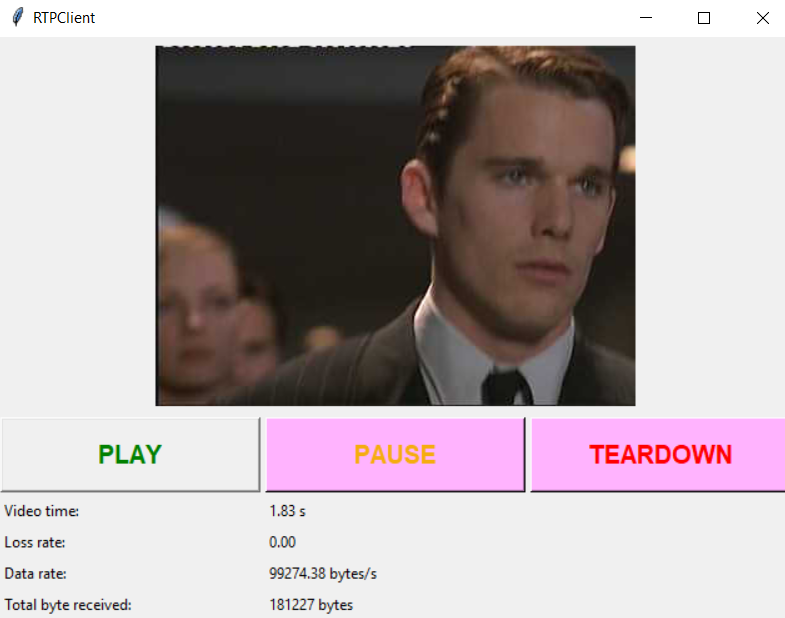 RTPClient
PLAY PAUSE TEARDOWN
Video time: 1.83 s
Loss rate: 0.00
Data rate: 99274.38 bytes/s
Total byte received: 181227 bytes